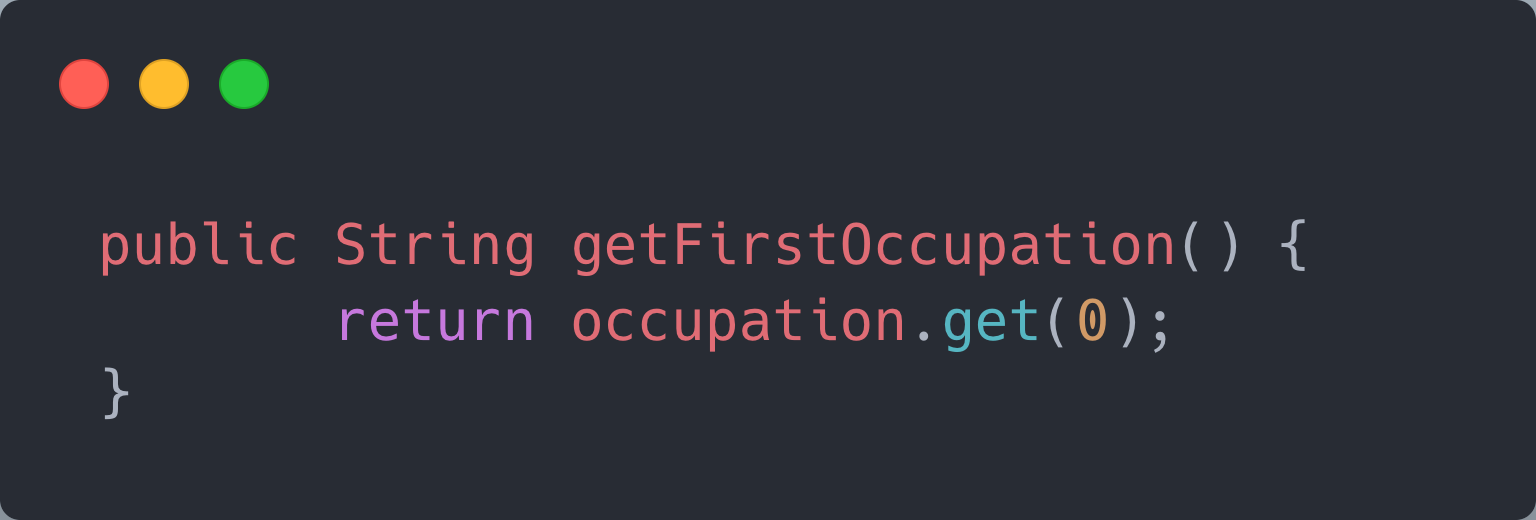 public String getFirstOccupation() {
       return occupation.get(0);
}